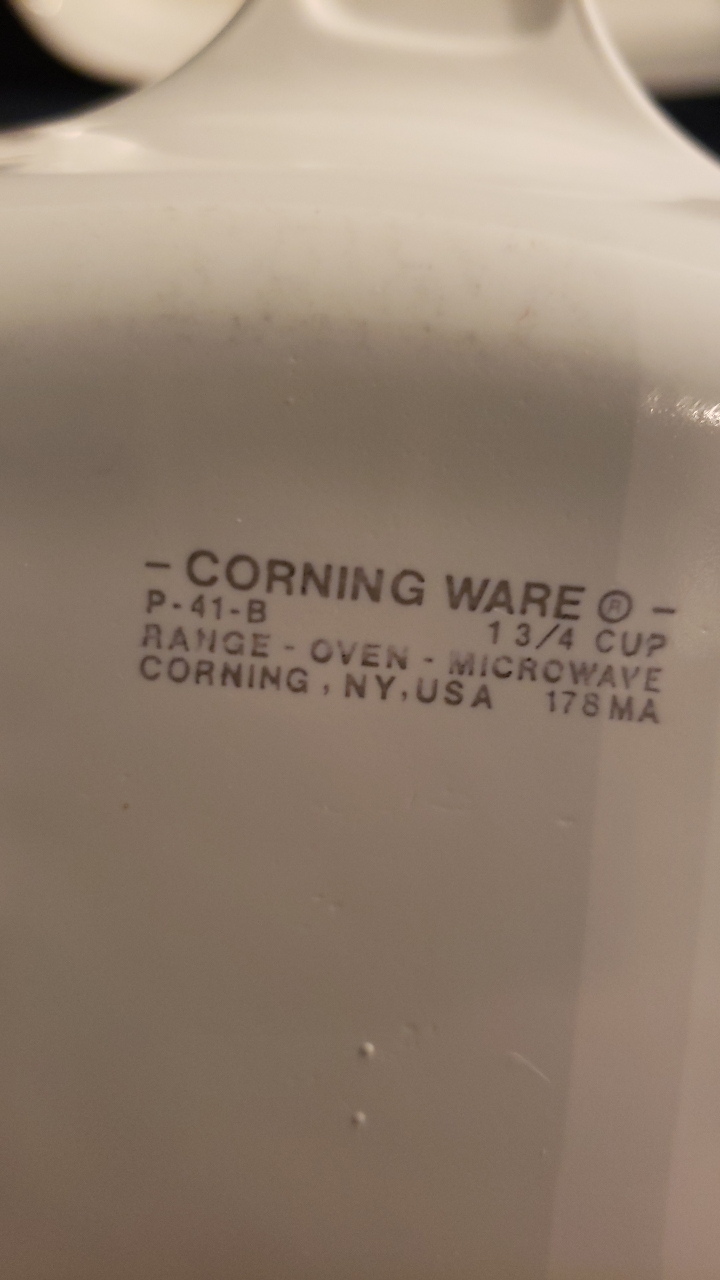 - CORNING WARE ® -
P-41-B 1 3/4 CUP
RANGE - OVEN - MICROWAVE
CORNING, NY, USA 178 MA